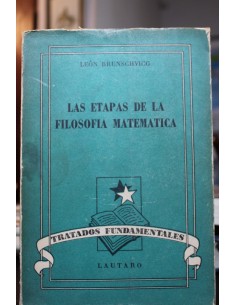 LEÓN BRUNSCHVICG
LAS ETAPAS DE LA
FILOSOFIA MATEMATICA
TRATADOS FUNDAMENTALES
LAUTARO